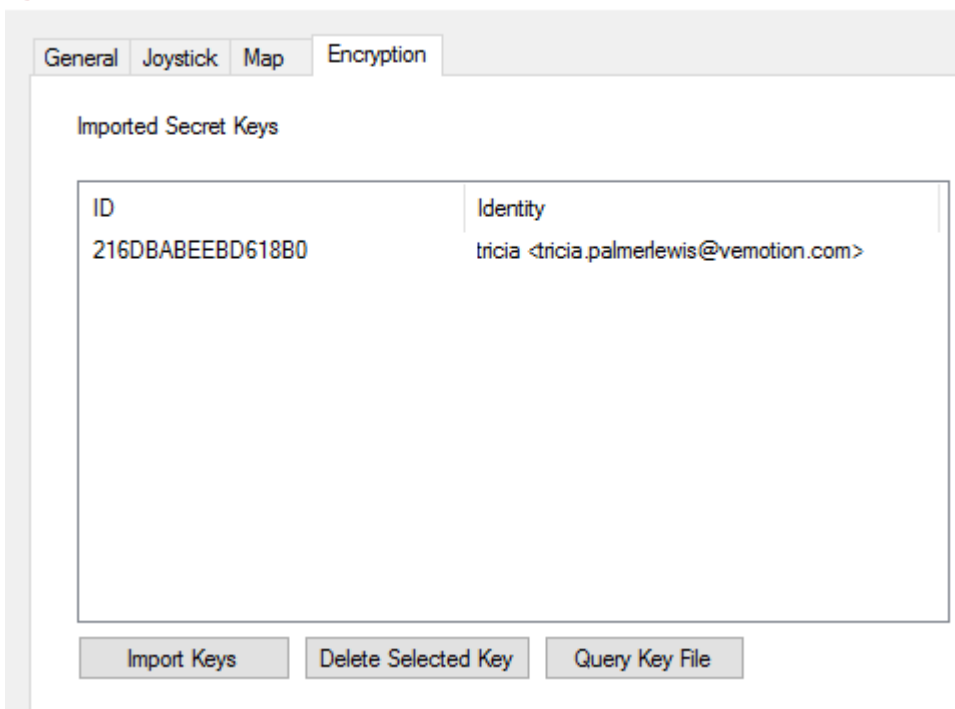 General Joystick Map Encryption
Imported Secret Keys
ID Identity
216DBABEEBD618B0 tricia <tricia.palmerlewis@vemotion.com>
Import Keys Delete Selected Key Query Key File